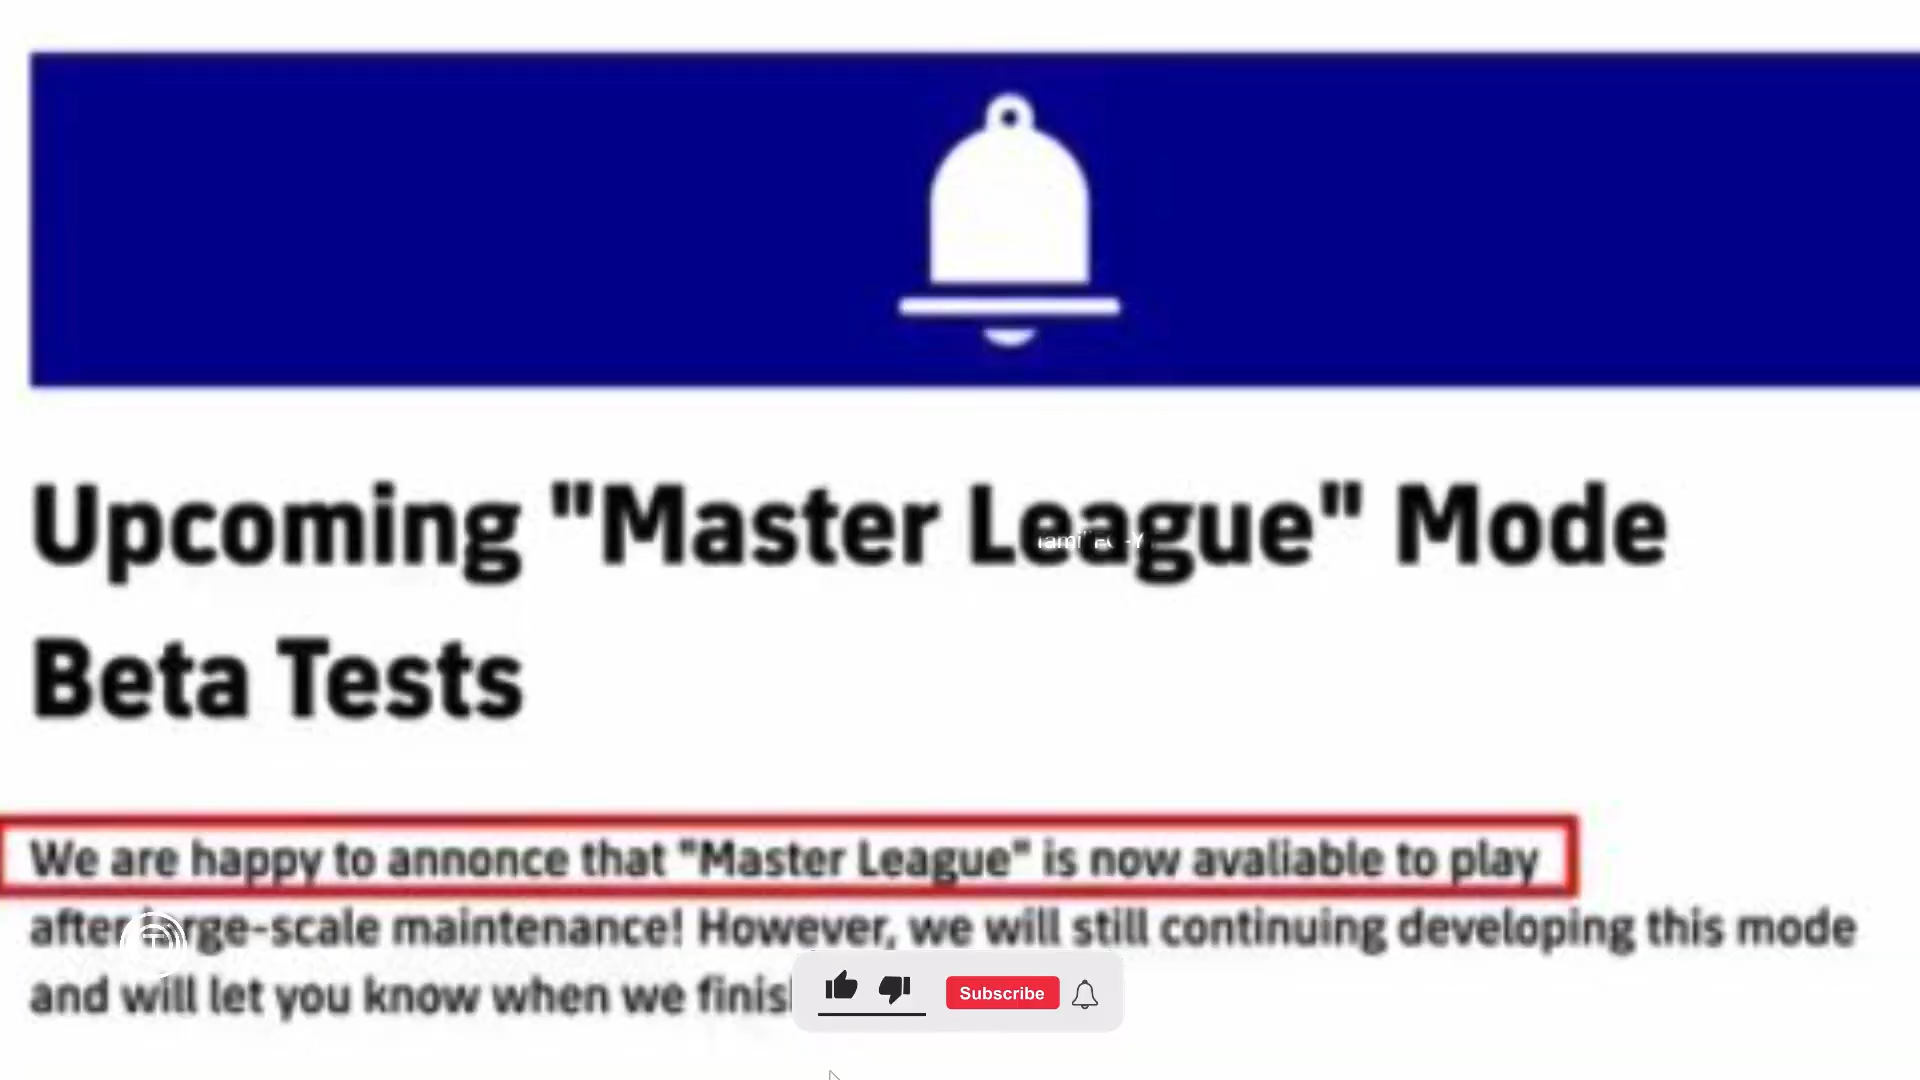 Upcoming "Master League" Mode
Beta Tests
We are happy to annonce that "Master League" is now avaliable to play
after large-scale maintenance! However, we will still continuing developing this mode
and will let you know when we
Subscribe